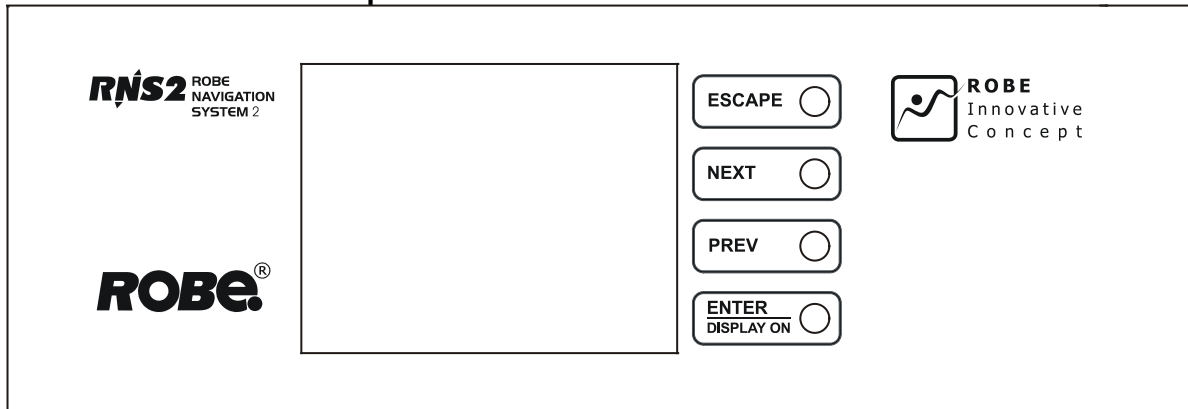 RNS2 ROBE
NAVIGATION
SYSTEM 2
ROBE®
ESCAPE
NEXT
PREV
ENTER
DISPLAY ON
ROBE
Innovative
Concept